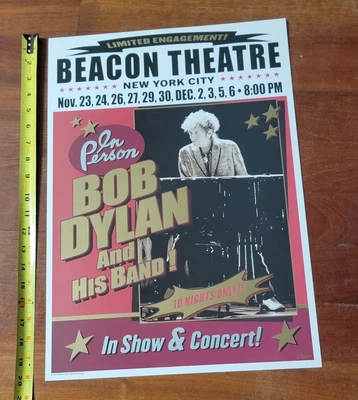 LIMITED ENGAGEMENT!
BEACON THEATRE
NEW YORK CITY
Nov. 23, 24, 26, 27, 29, 30, DEC. 2, 3, 5, 6 • 8:00 PM
In
Person
BOB
DYLAN
And
HIS BAND!
10 NIGHTS ONLY!!
In Show & Concert!